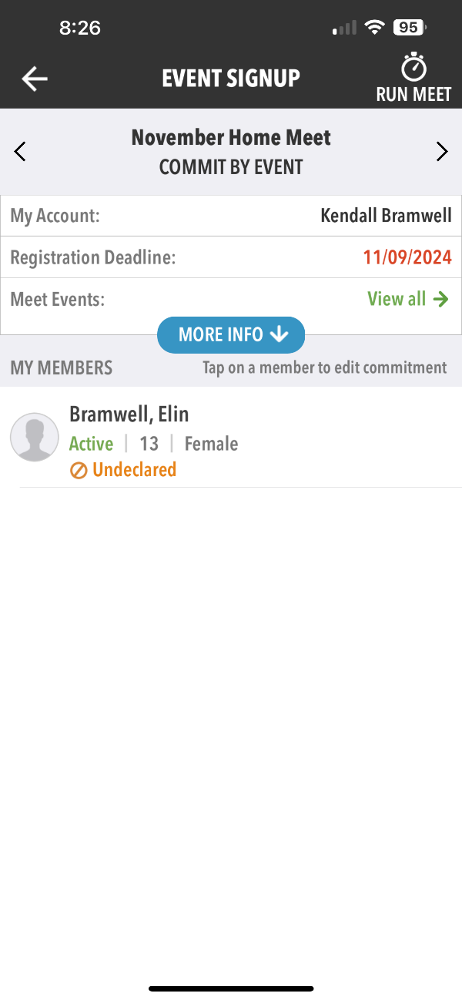 8:26
95
EVENT SIGNUP
RUN MEET
November Home Meet
COMMIT BY EVENT
My Account: Kendall Bramwell
Registration Deadline: 11/09/2024
Meet Events: View all
MORE INFO
MY MEMBERS Tap on a member to edit commitment
Bramwell, Elin
Active | 13 | Female
Undeclared